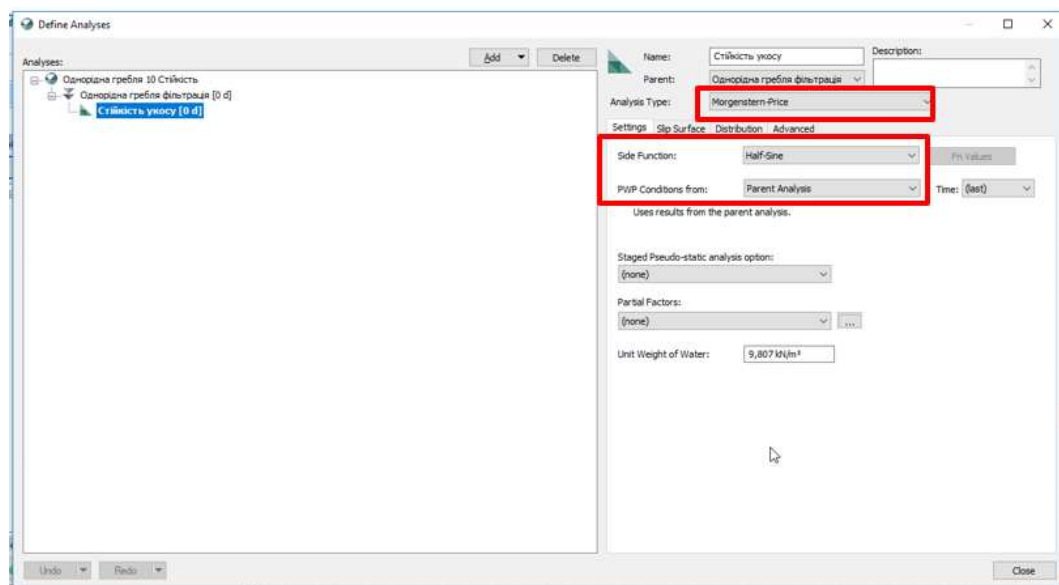 Define Analyses
Analyses:
Add
Delete
Однорідна гребля 10 Стійкість
Однорідна гребля фільтрація [0 d]
Стійкість укосу [0 d]
Name:
Стійкість укосу
Description:
Parent:
Однорідна гребля фільтрація
Analysis Type:
Morgenstern-Price
Settings Slip Surface Distribution Advanced
Side Function:
Half-Sine
Fn Values
PWP Conditions from:
Parent Analysis
Time: (last)
Uses results from the parent analysis.
Staged Pseudo-static analysis option:
(none)
Partial Factors:
(none)
...
Unit Weight of Water:
9,807 kN/m³
Undo
Redo
Close